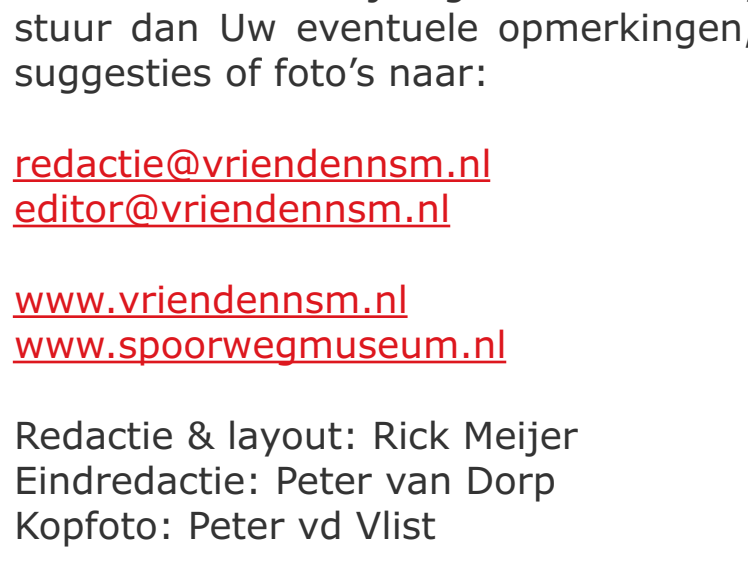 stuur dan Uw eventuele opmerkingen,
suggesties of foto’s naar:
redactie@vriendennsm.nl
editor@vriendennsm.nl
www.vriendennsm.nl
www.spoorwegmuseum.nl
Redactie & layout: Rick Meijer
Eindredactie: Peter van Dorp
Kopfoto: Peter vd Vlist